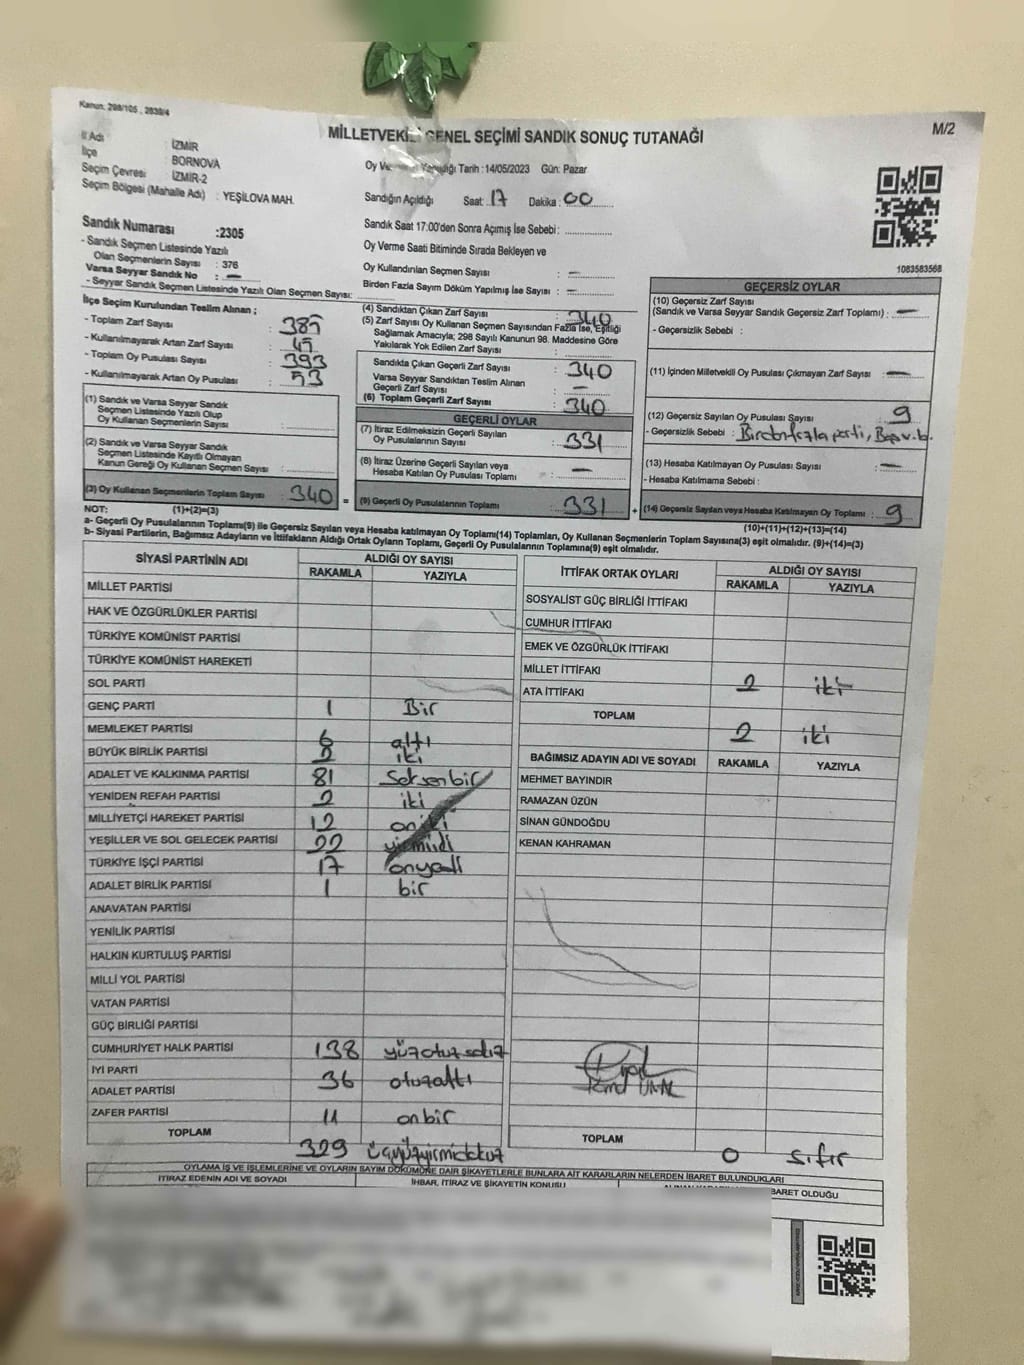 Kanun: 298/105 , 2839/4
M/2
MİLLETVEKİLİ GENEL SEÇİMİ SANDIK SONUÇ TUTANAĞI
İl Adı : İZMİR
İlçe : BORNOVA
Seçim Çevresi : İZMİR-2
Seçim Bölgesi (Mahalle Adı) : YEŞİLOVA MAH.
Sandık Numarası :2305
- Sandık Seçmen Listesinde Yazılı
Olan Seçmenlerin Sayısı : 376
Varsa Seyyar Sandık No : —
- Seyyar Sandık Seçmen Listesinde Yazılı Olan Seçmen Sayısı:
Tarih :14/05/2023 Gün: Pazar
Sandığın Açıldığı Saat : 17 Dakika : 00
Sandık Saat 17.00'den Sonra Açılmış İse Sebebi :
Oy Verme Saati Bitiminde Sırada Bekleyen ve
Oy Kullandırılan Seçmen Sayısı : —
Birden Fazla Sayım Döküm Yapılmış İse Sayısı : —
1083583568
İlçe Seçim Kurulundan Teslim Alınan ;
- Toplam Zarf Sayısı : 385
- Kullanılmayarak Artan Zarf Sayısı : 45
- Toplam Oy Pusulası Sayısı : 393
- Kullanılmayarak Artan Oy Pusulası : 53
(1) Sandık ve Varsa Seyyar Sandık
Seçmen Listesinde Yazılı Olup
Oy Kullanan Seçmenlerin Sayısı :
(2) Sandık ve Varsa Seyyar Sandık
Seçmen Listesinde Kayıtlı Olmayan
Kanun Gereği Oy Kullanan Seçmen Sayısı :
(3) Oy Kullanan Seçmenlerin Toplam Sayısı : 340 =
(4) Sandıktan Çıkan Zarf Sayısı : 340
(5) Zarf Sayısı Oy Kullanan Seçmen Sayısından Fazla İse, Eşitliği
Sağlamak Amacıyla; 298 Sayılı Kanunun 98. Maddesine Göre
Yakılarak Yok Edilen Zarf Sayısı :
Sandıkta Çıkan Geçerli Zarf Sayısı : 340
Varsa Seyyar Sandıktan Teslim Alınan
Geçerli Zarf Sayısı : —
(6) Toplam Geçerli Zarf Sayısı : 340
GEÇERLİ OYLAR
(7) İtiraz Edilmeksizin Geçerli Sayılan
Oy Pusulalarının Sayısı : 331
(8) İtiraz Üzerine Geçerli Sayılan veya
Hesaba Katılan Oy Pusulaları Toplamı : —
(9) Geçerli Oy Pusulalarının Toplamı : 331 +
GEÇERSİZ OYLAR
(10) Geçersiz Zarf Sayısı
(Sandık ve Varsa Seyyar Sandık Geçersiz Zarf Toplamı) : —
- Geçersizlik Sebebi :
(11) İçinden Milletvekili Oy Pusulası Çıkmayan Zarf Sayısı : —
(12) Geçersiz Sayılan Oy Pusulası Sayısı : 9
- Geçersizlik Sebebi : Birden fazla parti, Boş v.b.
(13) Hesaba Katılmayan Oy Pusulası Sayısı : —
- Hesaba Katılmama Sebebi :
(14) Geçersiz Sayılan veya Hesaba Katılmayan Oy Toplamı : 9
NOT: (1)+(2)=(3)
(10)+(11)+(12)+(13)=(14)
a- Geçerli Oy Pusulalarının Toplamı(9) ile Geçersiz Sayılan veya Hesaba katılmayan Oy Toplamı(14) Toplamları, Oy Kullanan Seçmenlerin Toplam Sayısına(3) eşit olmalıdır. (9)+(14)=(3)
b- Siyasi Partilerin, Bağımsız Adayların ve İttifakların Aldığı Ortak Oyların Toplamı, Geçerli Oy Pusulalarının Toplamına(9) eşit olmalıdır.
SİYASİ PARTİNİN ADI ALDIĞI OY SAYISI
RAKAMLA YAZIYLA
MİLLET PARTİSİ
HAK VE ÖZGÜRLÜKLER PARTİSİ
TÜRKİYE KOMÜNİST PARTİSİ
TÜRKİYE KOMÜNİST HAREKETİ
SOL PARTİ
GENÇ PARTİ 1 Bir
MEMLEKET PARTİSİ 6 altı
BÜYÜK BİRLİK PARTİSİ 2 iki
ADALET VE KALKINMA PARTİSİ 81 Seksenbir
YENİDEN REFAH PARTİSİ 2 iki
MİLLİYETÇİ HAREKET PARTİSİ 12 oniki
YEŞİLLER VE SOL GELECEK PARTİSİ 22
TÜRKİYE İŞÇİ PARTİSİ 17 onyedi
ADALET BİRLİK PARTİSİ 1 bir
ANAVATAN PARTİSİ
YENİLİK PARTİSİ
HALKIN KURTULUŞ PARTİSİ
MİLLİ YOL PARTİSİ
VATAN PARTİSİ
GÜÇ BİRLİĞİ PARTİSİ
CUMHURİYET HALK PARTİSİ 138 yüzotuzsekiz
İYİ PARTİ 36 otuzaltı
ADALET PARTİSİ
ZAFER PARTİSİ 11 onbir
TOPLAM 329 üçyüzyirmidokuz
İTTİFAK ORTAK OYLARI ALDIĞI OY SAYISI
RAKAMLA YAZIYLA
SOSYALİST GÜÇ BİRLİĞİ İTTİFAKI
CUMHUR İTTİFAKI
EMEK VE ÖZGÜRLÜK İTTİFAKI
MİLLET İTTİFAKI 2 iki
ATA İTTİFAKI
TOPLAM 2 iki
BAĞIMSIZ ADAYIN ADI VE SOYADI RAKAMLA YAZIYLA
MEHMET BAYINDIR
RAMAZAN ÜZÜN
SİNAN GÜNDOĞDU
KENAN KAHRAMAN
ÜNAL
TOPLAM 0 Sıfır
OYLAMA İŞ VE İŞLEMLERİNE VE OYLARIN SAYIM DÖKÜMÜNE DAİR ŞİKAYETLERLE BUNLARA AİT KARARLARIN NELERDEN İBARET BULUNDUKLARI
İTİRAZ EDENİN ADI VE SOYADI İHBAR, İTİRAZ VE ŞİKAYETİN KONUSU İBARET OLDUĞU